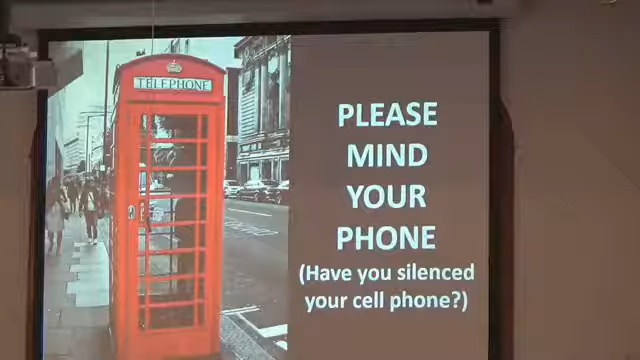 TELEPHONE
PLEASE
MIND
YOUR
PHONE
(Have you silenced
your cell phone?)